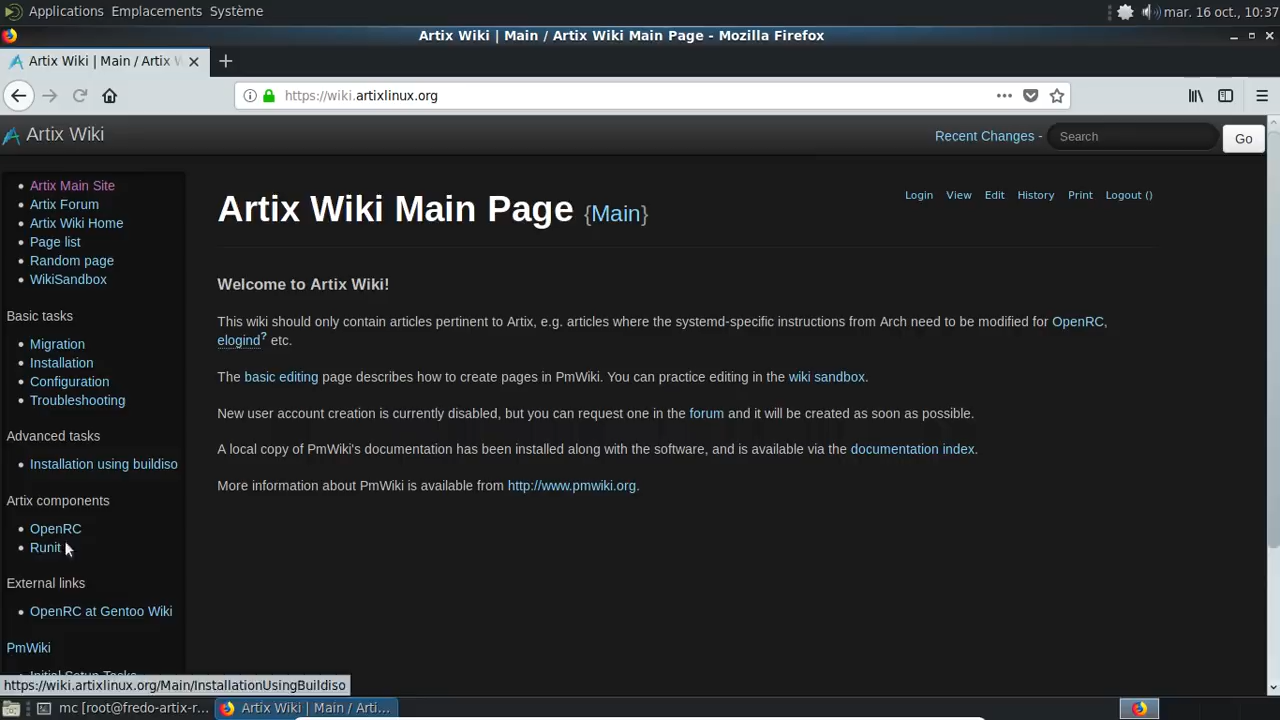 Applications Emplacements Système
mar. 16 oct., 10:37
Artix Wiki | Main / Artix Wiki Main Page - Mozilla Firefox
Artix Wiki | Main / Artix W
https://wiki.artixlinux.org
Artix Wiki
Recent Changes -
Search
Go
Artix Main Site
Artix Forum
Artix Wiki Home
Page list
Random page
WikiSandbox
Basic tasks
Migration
Installation
Configuration
Troubleshooting
Advanced tasks
Installation using buildiso
Artix components
OpenRC
Runit
External links
OpenRC at Gentoo Wiki
PmWiki
Initial Setup Tasks
Artix Wiki Main Page {Main}
Login View Edit History Print Logout ()
Welcome to Artix Wiki!
This wiki should only contain articles pertinent to Artix, e.g. articles where the systemd-specific instructions from Arch need to be modified for OpenRC,
elogind? etc.
The basic editing page describes how to create pages in PmWiki. You can practice editing in the wiki sandbox.
New user account creation is currently disabled, but you can request one in the forum and it will be created as soon as possible.
A local copy of PmWiki's documentation has been installed along with the software, and is available via the documentation index.
More information about PmWiki is available from http://www.pmwiki.org.
https://wiki.artixlinux.org/Main/InstallationUsingBuildiso
mc [root@fredo-artix-r...
Artix Wiki | Main / Arti...